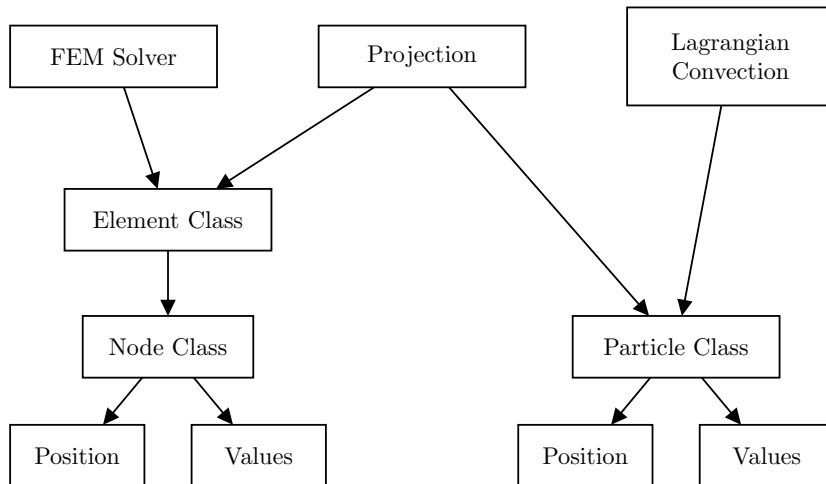 FEM Solver
Projection
Lagrangian
Convection
Element Class
Node Class
Particle Class
Position
Values
Position
Values